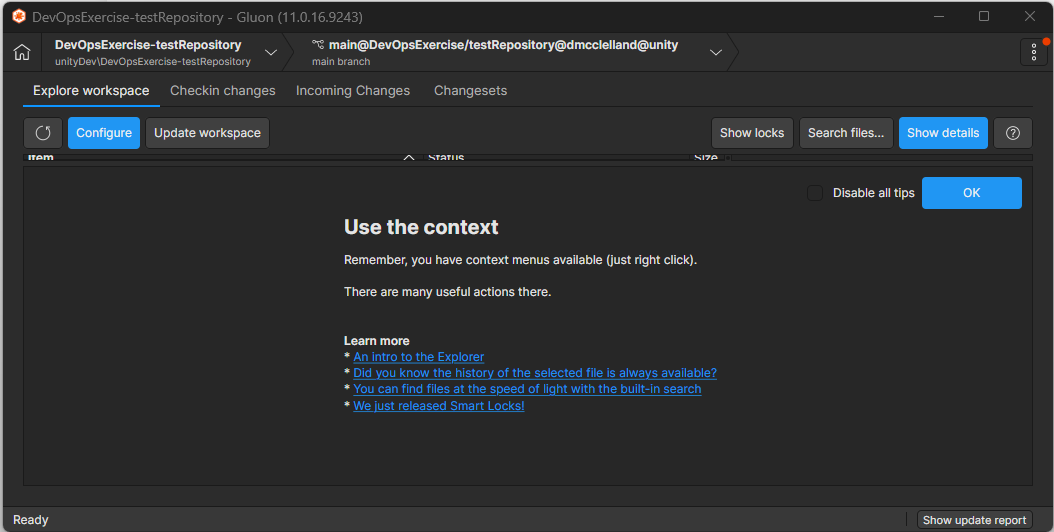 DevOpsExercise-testRepository - Gluon (11.0.16.9243)
DevOpsExercise-testRepository
unityDev\DevOpsExercise-testRepository
main@DevOpsExercise/testRepository@dmcclelland@unity
main branch
Explore workspace Checkin changes Incoming Changes Changesets
Configure Update workspace Show locks Search files... Show details
Item Status Size
Disable all tips OK
Use the context
Remember, you have context menus available (just right click).
There are many useful actions there.
Learn more
* An intro to the Explorer
* Did you know the history of the selected file is always available?
* You can find files at the speed of light with the built-in search
* We just released Smart Locks!
Ready Show update report